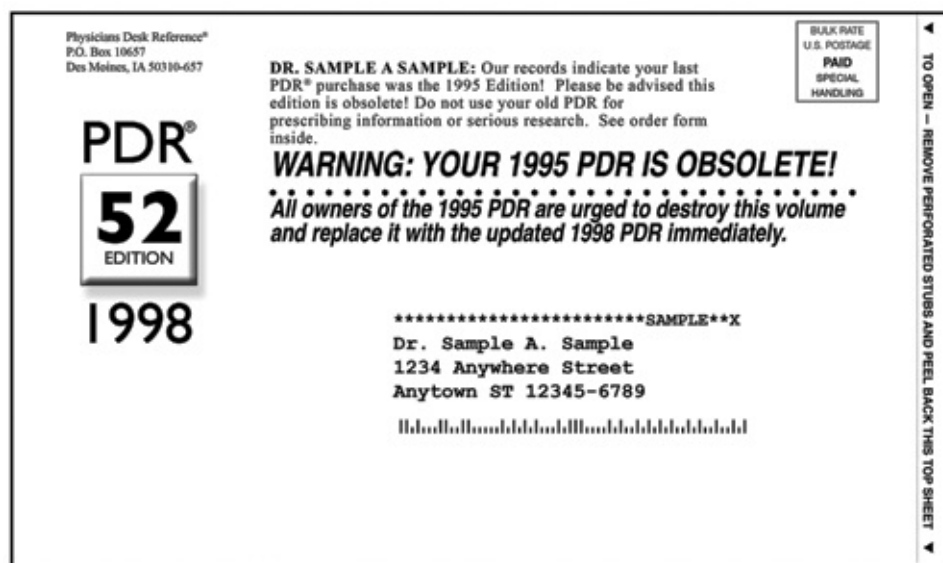 Physicians Desk Reference®
P.O. Box 10657
Des Moines, IA 50310-657
PDR®
52
EDITION
1998
DR. SAMPLE A SAMPLE: Our records indicate your last
PDR® purchase was the 1995 Edition! Please be advised this
edition is obsolete! Do not use your old PDR for
prescribing information or serious research. See order form
inside.
WARNING: YOUR 1995 PDR IS OBSOLETE!
All owners of the 1995 PDR are urged to destroy this volume
and replace it with the updated 1998 PDR immediately.
BULK RATE
U.S. POSTAGE
PAID
SPECIAL
HANDLING
************************SAMPLE**X
Dr. Sample A. Sample
1234 Anywhere Street
Anytown ST 12345-6789
TO OPEN – REMOVE PERFORATED STUBS AND PEEL BACK THIS TOP SHEET